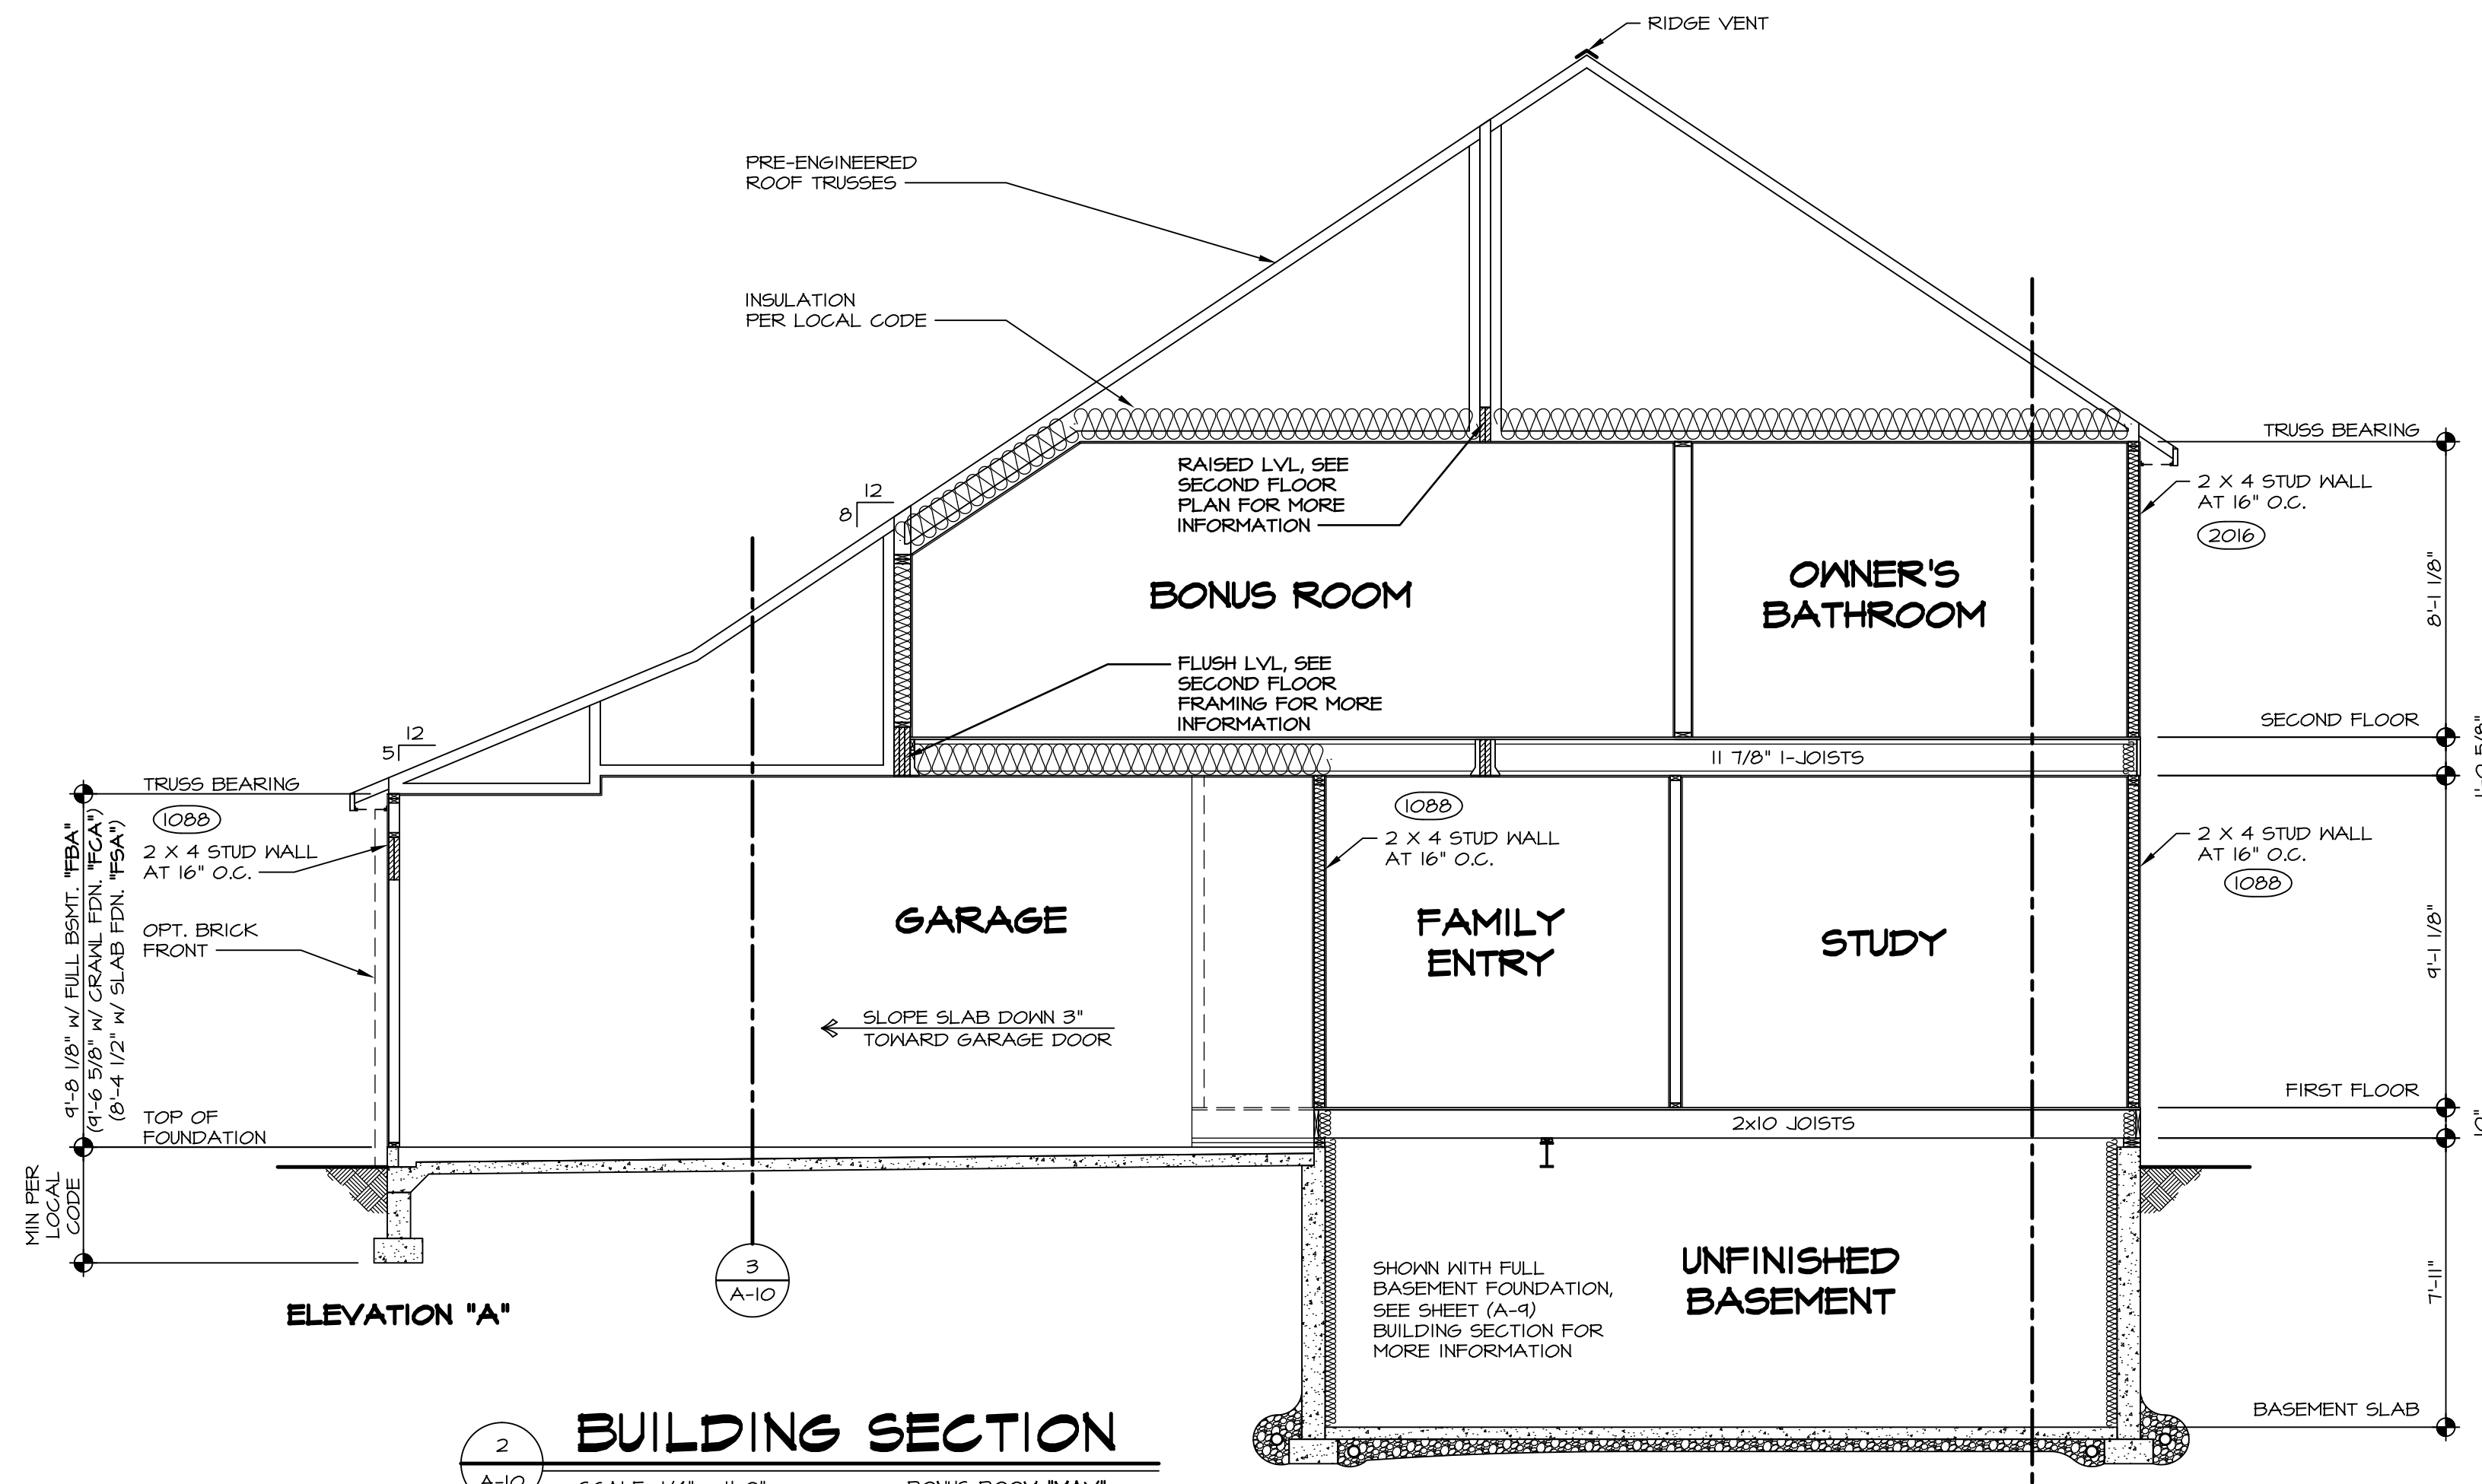 RIDGE VENT
PRE-ENGINEERED
ROOF TRUSSES
INSULATION
PER LOCAL CODE
TRUSS BEARING
RAISED LVL, SEE
SECOND FLOOR
PLAN FOR MORE
INFORMATION
2 X 4 STUD WALL
AT 16" O.C.
2016
12
8
8'-1 1/8"
BONUS ROOM
OWNER'S
BATHROOM
FLUSH LVL, SEE
SECOND FLOOR
FRAMING FOR MORE
INFORMATION
SECOND FLOOR
12
5
11 7/8" I-JOISTS
TRUSS BEARING
1088
2 X 4 STUD WALL
AT 16" O.C.
1088
2 X 4 STUD WALL
AT 16" O.C.
2 X 4 STUD WALL
AT 16" O.C.
1088
9'-8 1/8" W/ FULL BSMT. "FBA"
(9'-6 5/8" W/ CRAWL FDN. "FCA")
(8'-4 1/2" W/ SLAB FDN. "FSA")
OPT. BRICK
FRONT
GARAGE
FAMILY
ENTRY
STUDY
9'-1 1/8"
SLOPE SLAB DOWN 3"
TOWARD GARAGE DOOR
TOP OF
FOUNDATION
FIRST FLOOR
2x10 JOISTS
10"
MIN PER
LOCAL
CODE
3
A-10
ELEVATION "A"
SHOWN WITH FULL
BASEMENT FOUNDATION,
SEE SHEET (A-9)
BUILDING SECTION FOR
MORE INFORMATION
UNFINISHED
BASEMENT
7'-11"
BASEMENT SLAB
2
A-10
BUILDING SECTION